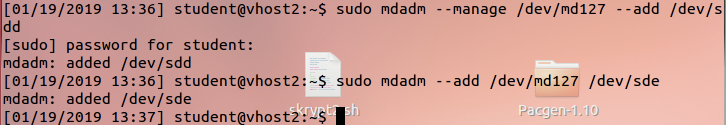 [01/19/2019 13:36] student@vhost2:~$ sudo mdadm --manage /dev/md127 --add /dev/s
dd
[sudo] password for student:
mdadm: added /dev/sdd
[01/19/2019 13:36] student@vhost2:~$ sudo mdadm --add /dev/md127 /dev/sde
mdadm: added /dev/sde
[01/19/2019 13:37] student@vhost2:~$
skrypt2.sh
Pacgen-1.10